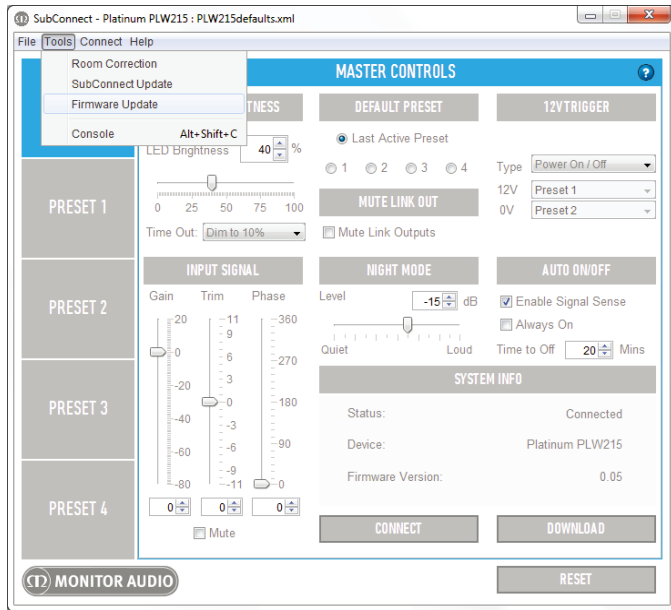 SubConnect - Platinum PLW215 : PLW215defaults.xml
File Tools Connect Help
Room Correction
SubConnect Update
Firmware Update
Console Alt+Shift+C
MASTER CONTROLS
?
TNESS
LED Brightness 40 %
0 25 50 75 100
Time Out: Dim to 10%
DEFAULT PRESET
Last Active Preset
1 2 3 4
MUTE LINK OUT
Mute Link Outputs
12V TRIGGER
Type Power On / Off
12V Preset 1
0V Preset 2
PRESET 1
PRESET 2
PRESET 3
PRESET 4
INPUT SIGNAL
Gain Trim Phase
20 11 360
9
0 6 270
-20 3
0 180
-40 -3
-60 -6 90
-9
-80 -11 0
0 0 0
Mute
NIGHT MODE
Level -15 dB
Quiet Loud
AUTO ON/OFF
Enable Signal Sense
Always On
Time to Off 20 Mins
SYSTEM INFO
Status: Connected
Device: Platinum PLW215
Firmware Version: 0.05
CONNECT DOWNLOAD
MONITOR AUDIO
RESET